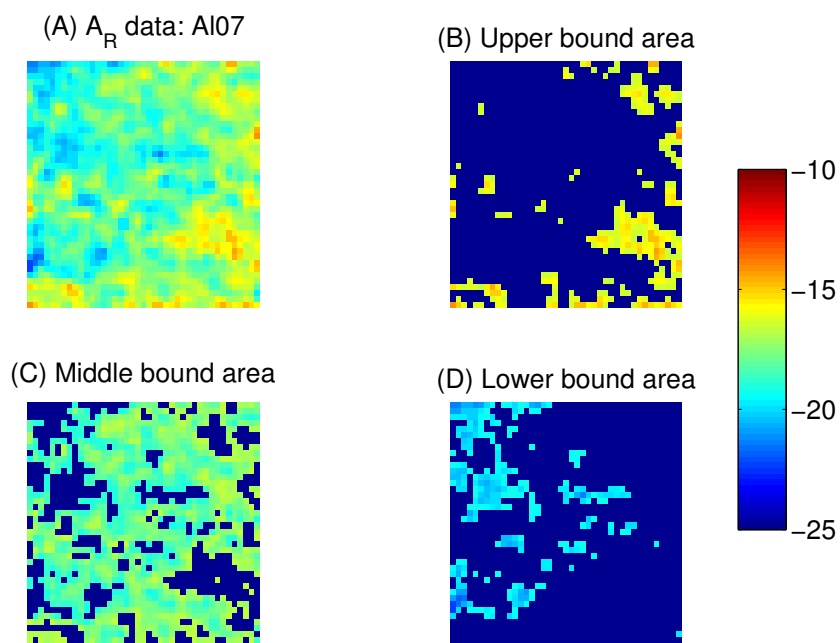 (A) A_R data: Al07
(B) Upper bound area
(C) Middle bound area
(D) Lower bound area
−10
−15
−20
−25